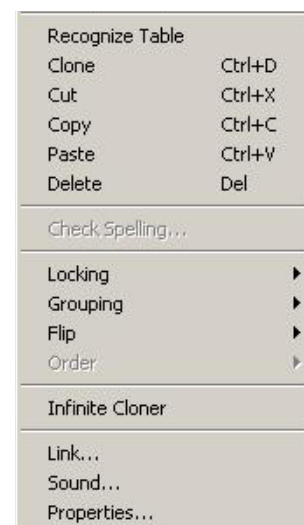 Recognize Table
Clone Ctrl+D
Cut Ctrl+X
Copy Ctrl+C
Paste Ctrl+V
Delete Del
Check Spelling...
Locking
Grouping
Flip
Order
Infinite Cloner
Link...
Sound...
Properties...